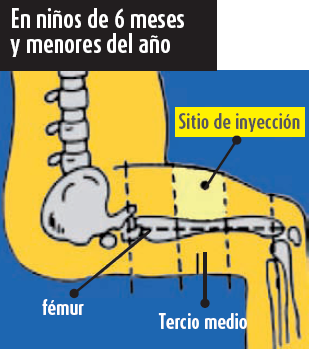 En niños de 6 meses
y menores del año
Sitio de inyección
fémur
Tercio medio